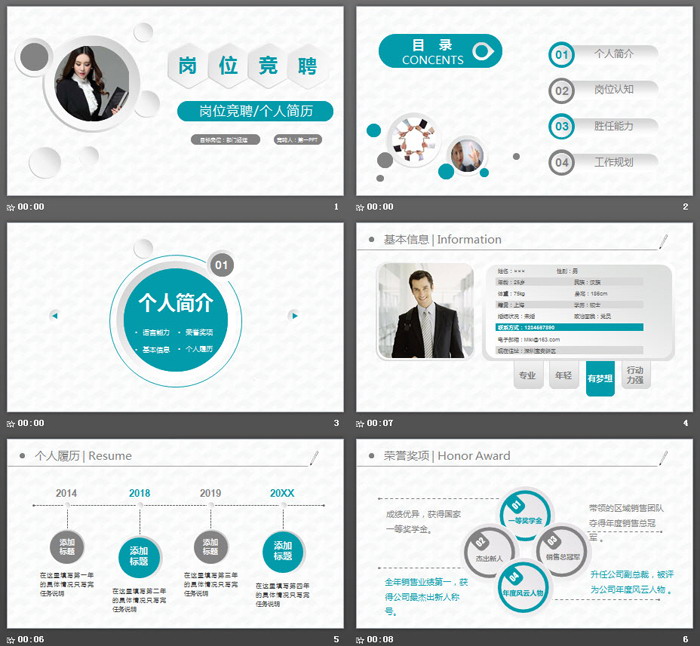 岗位竞聘
岗位竞聘/个人简历
目标岗位：部门经理
竞聘人：第一PPT
00:00
1
目 录
CONCENTS
01 个人简介
02 岗位认知
03 胜任能力
04 工作规划
00:00
2
01
个人简介
• 语言能力 • 荣誉奖项
• 基本信息 • 个人履历
00:00
3
基本信息 | Information
姓名：××× 性别：男
年龄：28岁 民族：汉族
体重：75kg 身高：186cm
籍贯：上海 学历：硕士
婚姻状况：未婚 政治面貌：党员
联系方式：1234567890
电子邮箱：Miki@163.com
专业
年轻
有梦想
行动
力强
00:07
4
个人履历 | Resume
2014
2018
2019
20XX
添加
标题
添加
标题
添加
标题
添加
标题
在这里填写第一年
的具体情况只写完
任务说明
在这里填写第二年
的具体情况只写完
任务说明
在这里填写第三年
的具体情况只写完
任务说明
在这里填写第四年
的具体情况只写完
任务说明
00:06
5
荣誉奖项 | Honor Award
成绩优异，获得国家
一等奖学金。
带领的区域销售团队
夺得年度销售总冠
军 。
01
一等奖学金
02
杰出新人
03
销售总冠军
04
年度风云人物
全年销售业绩第一，获
得公司最杰出新人称
号。
升任公司副总裁，被评
为公司年度风云人物 。
00:08
6